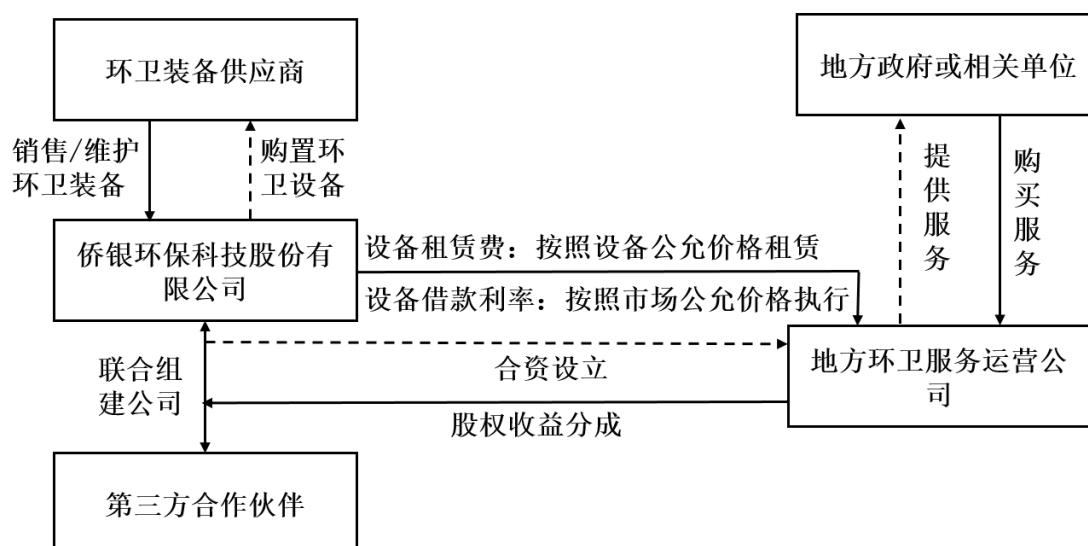 环卫装备供应商
地方政府或相关单位
销售/维护
环卫装备
购置环
卫设备
提供服务
购买服务
侨银环保科技股份有
限公司
设备租赁费：按照设备公允价格租赁
设备借款利率：按照市场公允价格执行
联合组
建公司
合资设立
地方环卫服务运营公
司
股权收益分成
第三方合作伙伴